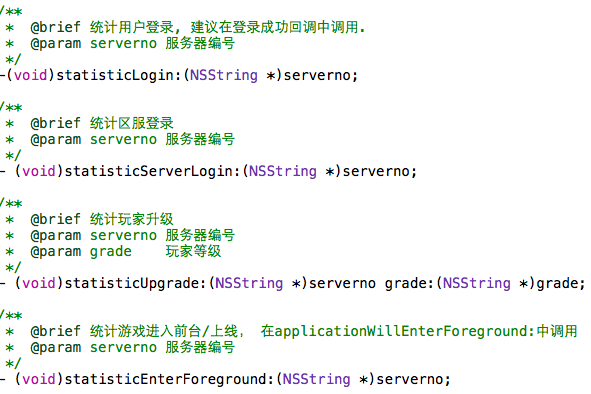 /**
 *  @brief 统计用户登录, 建议在登录成功回调中调用.
 *  @param serverno 服务器编号
 */
-(void)statisticLogin:(NSString *)serverno;
/**
 *  @brief 统计区服登录
 *  @param serverno 服务器编号
 */
- (void)statisticServerLogin:(NSString *)serverno;
/**
 *  @brief 统计玩家升级
 *  @param serverno 服务器编号
 *  @param grade    玩家等级
 */
- (void)statisticUpgrade:(NSString *)serverno grade:(NSString *)grade;
/**
 *  @brief 统计游戏进入前台/上线， 在applicationWillEnterForeground:中调用
 *  @param serverno 服务器编号
 */
- (void)statisticEnterForeground:(NSString *)serverno;